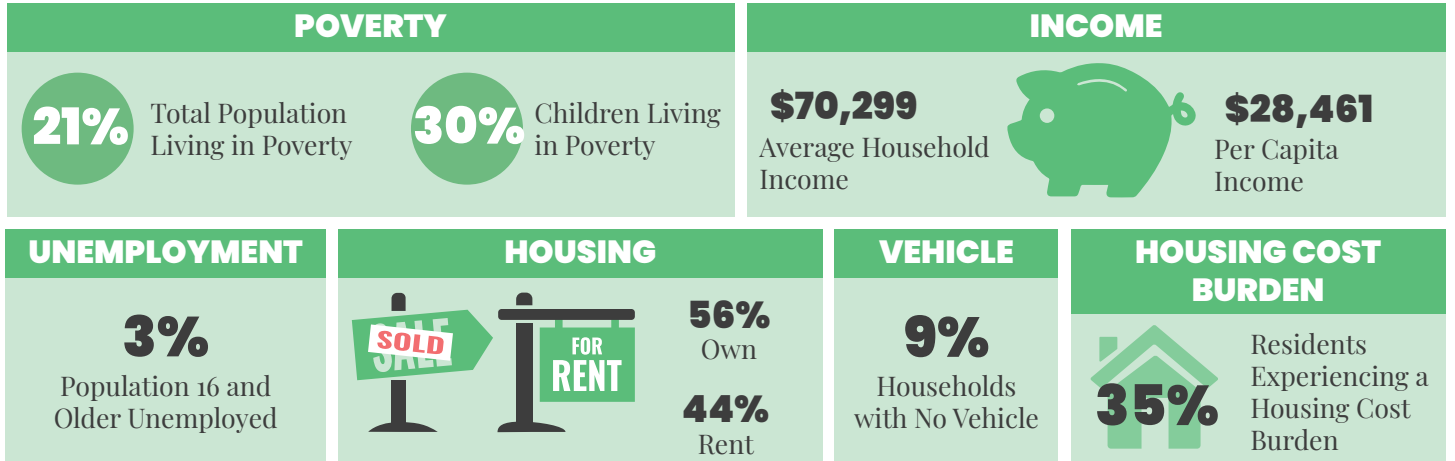 POVERTY
21%
Total Population
Living in Poverty
30%
Children Living
in Poverty
INCOME
$70,299
Average Household
Income
$28,461
Per Capita
Income
UNEMPLOYMENT
3%
Population 16 and
Older Unemployed
HOUSING
SALE
SOLD
FOR
RENT
56%
Own
44%
Rent
VEHICLE
9%
Households
with No Vehicle
HOUSING COST
BURDEN
35%
Residents
Experiencing a
Housing Cost
Burden